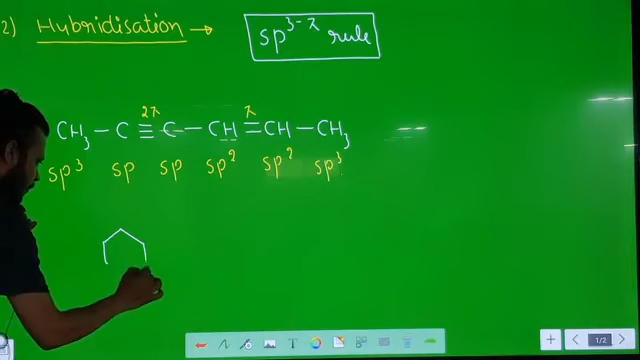 2) Hybridisation → sp³⁻ᴫ rule
2π π
CH₃ – C ≡ C – CH = CH – CH₃
sp³ sp sp sp² sp² sp³
1/2